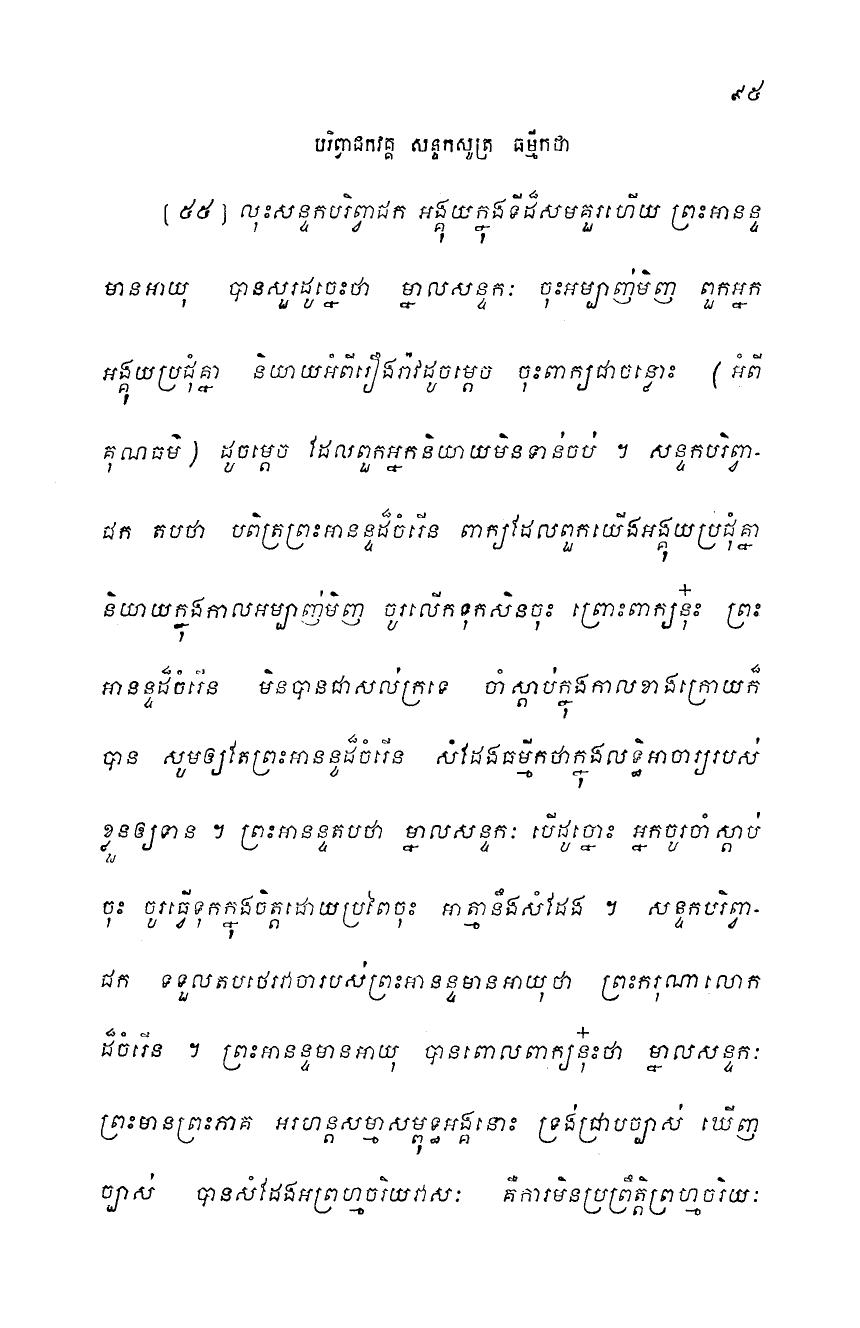 ៩៥
បរិព្វាជកវគ្គ សន្ទកសូត្រ ធម្មីកថា
[ ៥៥ ] លុះសន្ទកបរិព្វាជក អង្គុយក្នុងទីដ៏សមគួរហើយ ព្រះអានន្ទ
មានអាយុ បានសួរដូច្នេះថា ម្នាលសន្ទកៈ ចុះអម្បាញ់មិញ ពួកអ្នក
អង្គុយប្រជុំគ្នា និយាយអំពីរឿងរ៉ាវដូចម្តេច ចុះពាក្យជាចន្លោះ ( អំពី
គុណធម៌ ) ដូចម្តេច ដែលពួកអ្នកនិយាយមិនទាន់ចប់ ។ សន្ទកបរិព្វា-
ជក តបថា បពិត្រព្រះអានន្ទដ៏ចំរើន ពាក្យដែលពួកយើងអង្គុយប្រជុំគ្នា
និយាយក្នុងកាលអម្បាញ់មិញ ចូរលើកទុកសិនចុះ ព្រោះពាក្យនុ៎ះ ព្រះ
អានន្ទដ៏ចំរើន មិនបានជាសល់ក្រទេ ចាំស្តាប់ក្នុងកាលខាងក្រោយក៏
បាន សូមឲ្យតែព្រះអានន្ទដ៏ចំរើន សំដែងធម្មីកថាក្នុងលទ្ធិអាចារ្យរបស់
ខ្លួនឲ្យទាន ។ ព្រះអានន្ទតបថា ម្នាលសន្ទកៈ បើដូច្នោះ អ្នកចូរចាំស្តាប់
ចុះ ចូរធ្វើទុកក្នុងចិត្តដោយប្រពៃចុះ អាត្មានឹងសំដែង ។ សន្ទកបរិព្វា-
ជក ទទួលតបថេរវាចារបស់ព្រះអានន្ទមានអាយុថា ព្រះករុណាលោក
ដ៏ចំរើន ។ ព្រះអានន្ទមានអាយុ បានពោលពាក្យនុ៎ះថា ម្នាលសន្ទកៈ
ព្រះមានព្រះភាគ អរហន្តសម្មាសម្ពុទ្ធអង្គនោះ ទ្រង់ជ្រាបច្បាស់ ឃើញ
ច្បាស់ បានសំដែងអព្រហ្មចរិយវាសៈ គឺការមិនប្រព្រឹត្តិព្រហ្មចរិយៈ